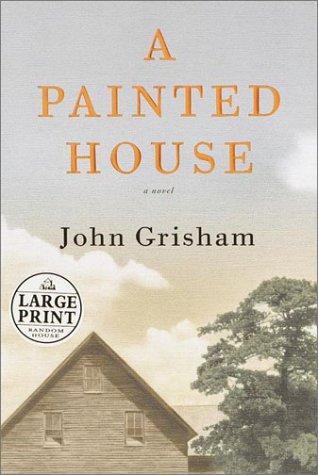 A
PAINTED
HOUSE
a novel
John Grisham
LARGE
PRINT
RANDOM
HOUSE